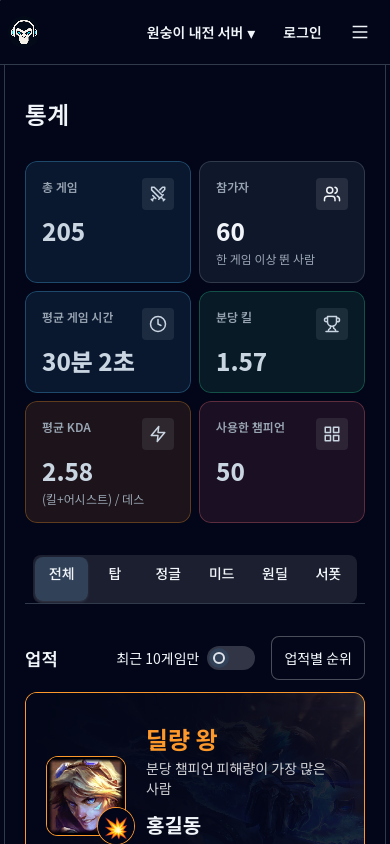 원숭이 내전 서버 ▾
로그인
통계
총 게임
205
참가자
60
한 게임 이상 뛴 사람
평균 게임 시간
30분 2초
분당 킬
1.57
평균 KDA
2.58
(킬+어시스트) / 데스
사용한 챔피언
50
전체 탑 정글 미드 원딜 서폿
업적
최근 10게임만
업적별 순위
딜량 왕
분당 챔피언 피해량이 가장 많은
사람
홍길동